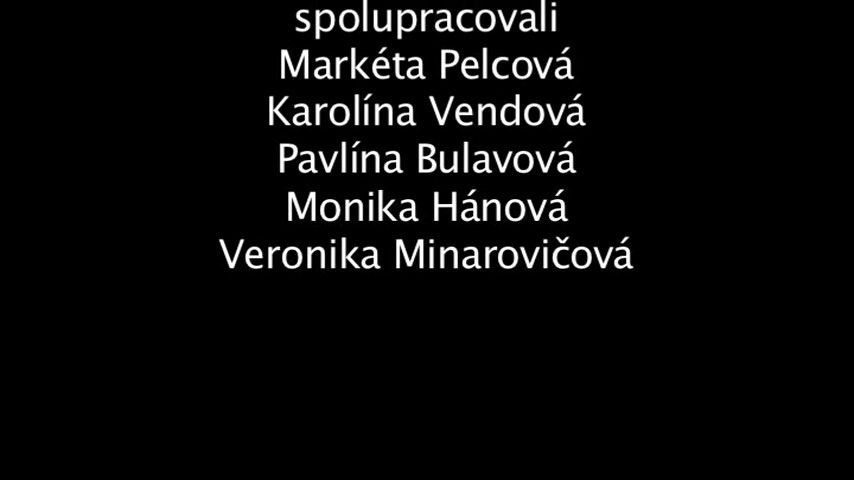 spolupracovali
Markéta Pelcová
Karolína Vendová
Pavlína Bulavová
Monika Hánová
Veronika Minarovičová